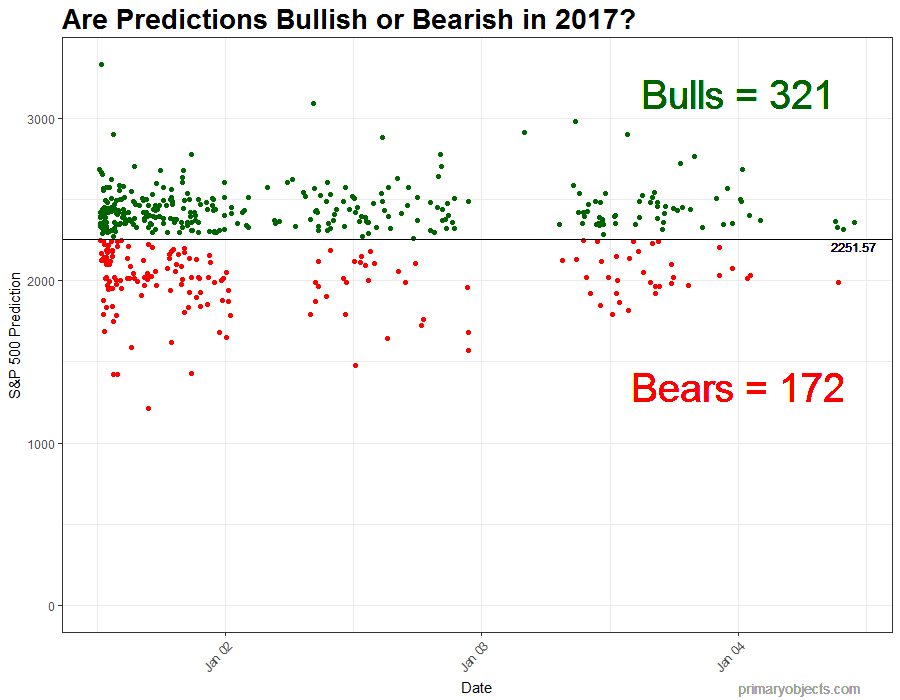 Are Predictions Bullish or Bearish in 2017?
Bulls = 321
3000
2251.57
2000
S&P 500 Prediction
Bears = 172
1000
0
Jan 02
Jan 03
Jan 04
Date
primaryobjects.com